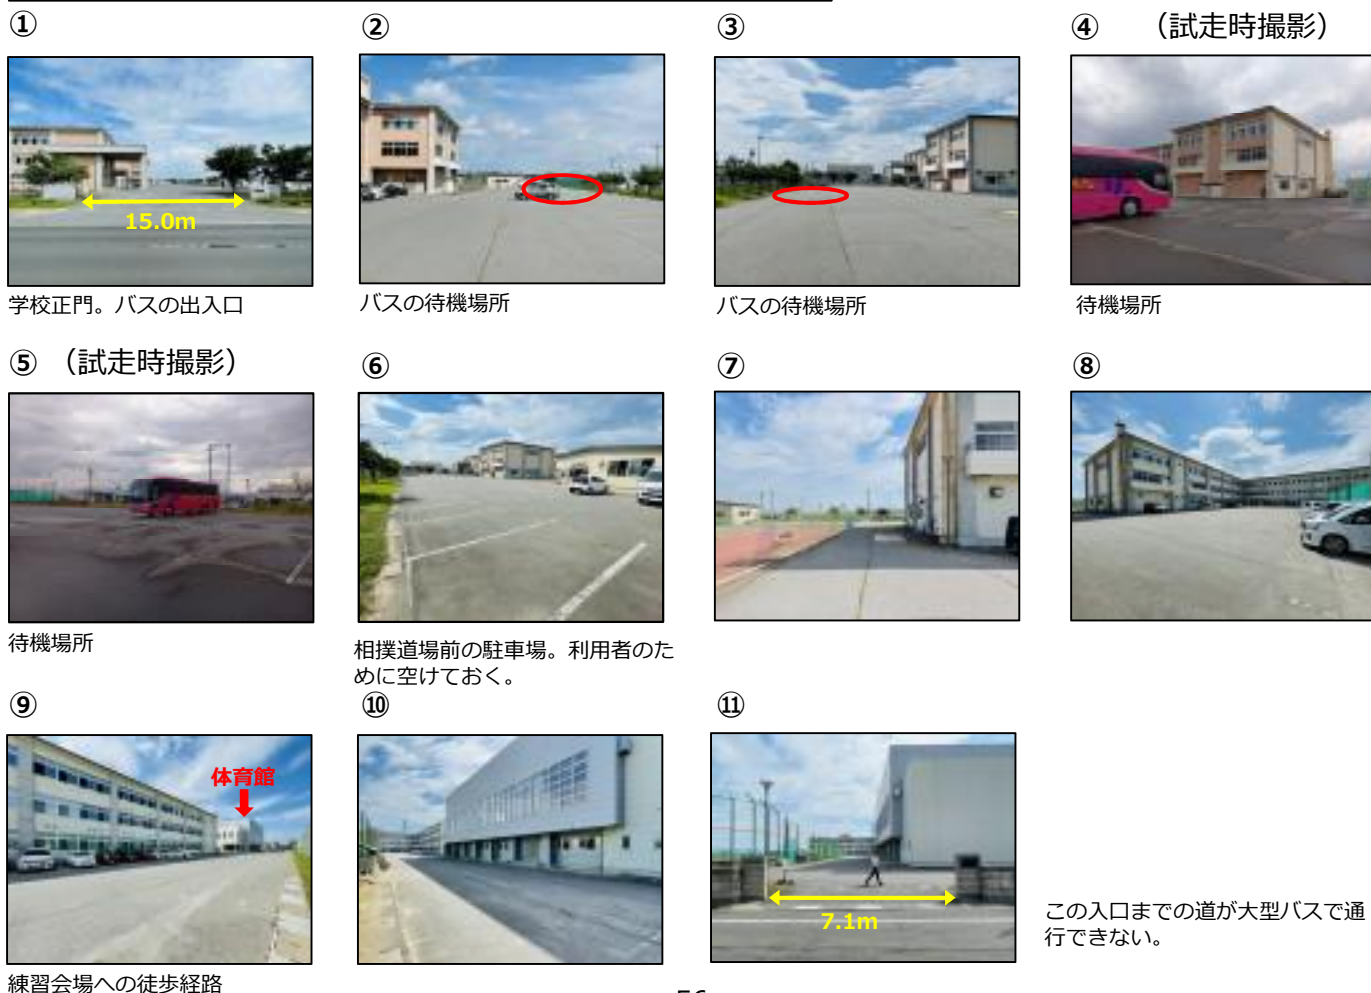 ①
②
③
④ （試走時撮影）
15.0m
学校正門。バスの出入口
バスの待機場所
バスの待機場所
待機場所
⑤ （試走時撮影）
⑥
⑦
⑧
待機場所
相撲道場前の駐車場。利用者のた
めに空けておく。
⑨
⑩
⑪
体育館
7.1m
この入口までの道が大型バスで通
行できない。
練習会場への徒歩経路